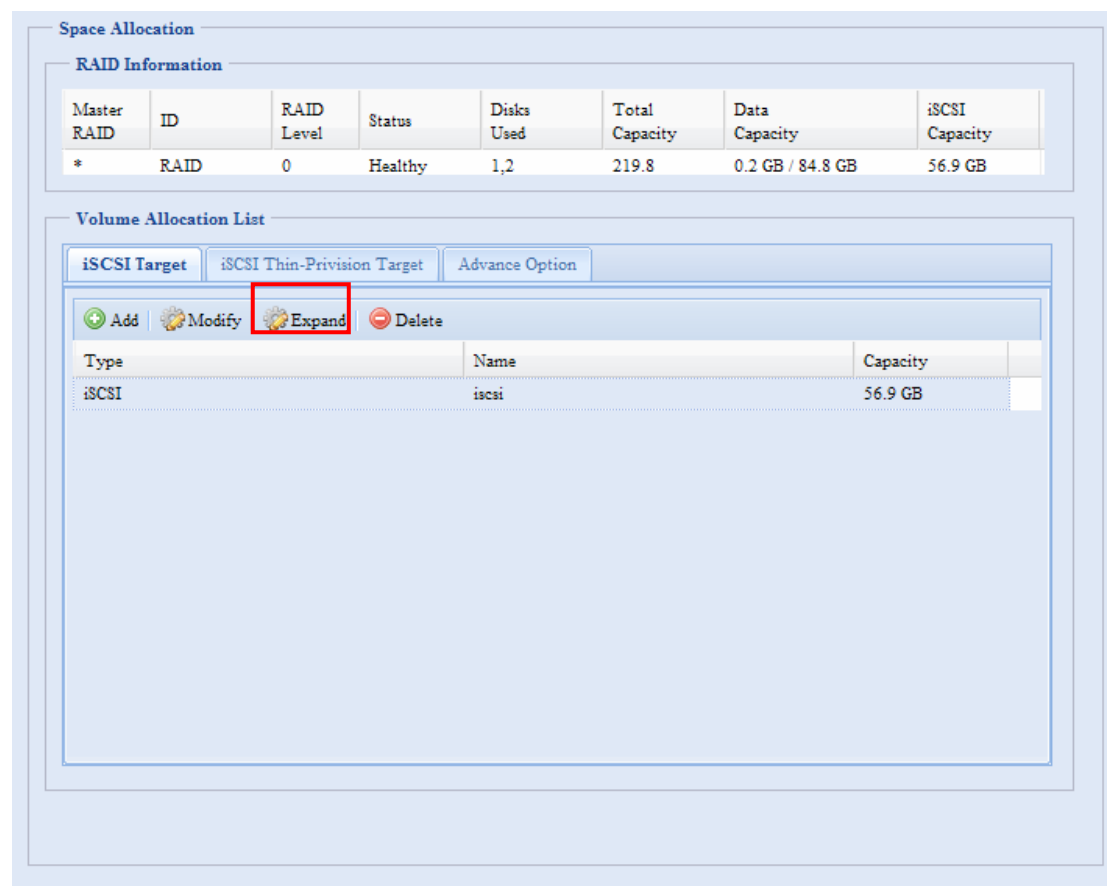 Space Allocation
RAID Information
Master RAID ID RAID Level Status Disks Used Total Capacity Data Capacity iSCSI Capacity
* RAID 0 Healthy 1,2 219.8 0.2 GB / 84.8 GB 56.9 GB
Volume Allocation List
iSCSI Target iSCSI Thin-Privision Target Advance Option
Add Modify Expand Delete
Type Name Capacity
iSCSI iscsi 56.9 GB